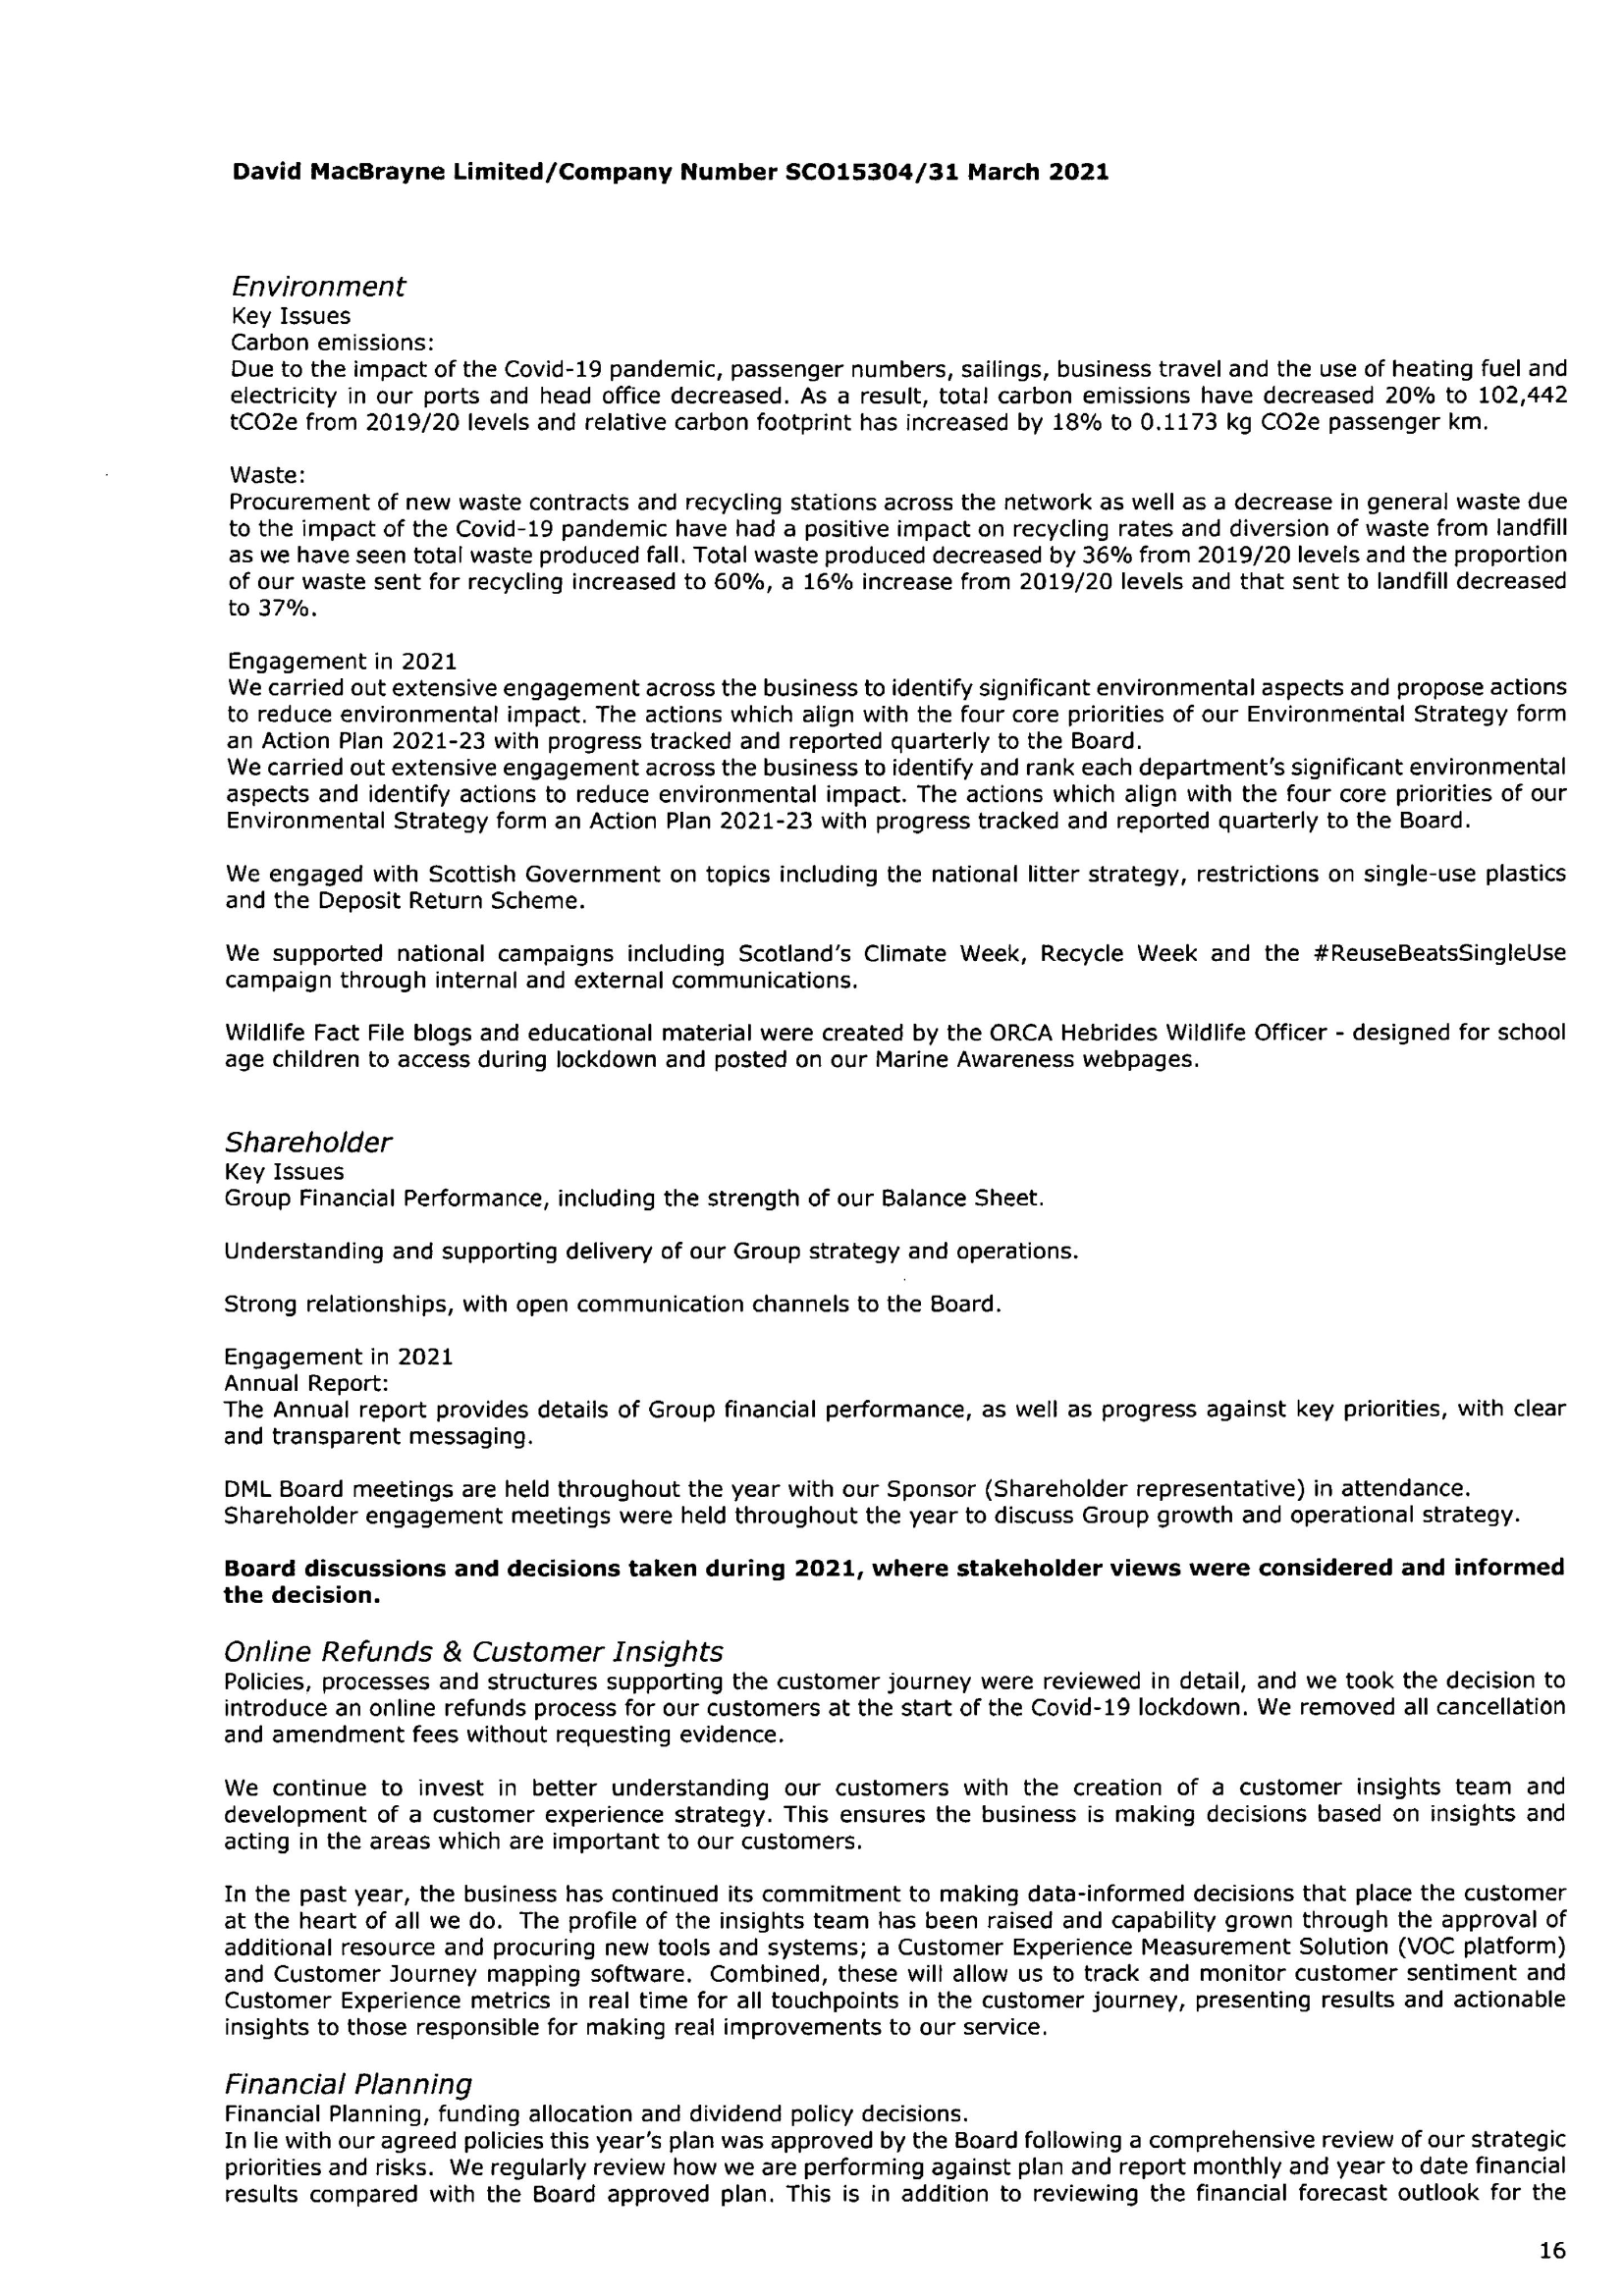 David MacBrayne Limited/Company Number SCO15304/31 March 2021
Environment
Key Issues
Carbon emissions:
Due to the impact of the Covid-19 pandemic, passenger numbers, sailings, business travel and the use of heating fuel and
electricity in our ports and head office decreased. As a result, total carbon emissions have decreased 20% to 102,442
tCO2e from 2019/20 levels and relative carbon footprint has increased by 18% to 0.1173 kg CO2e passenger km.
Waste:
Procurement of new waste contracts and recycling stations across the network as well as a decrease in general waste due
to the impact of the Covid-19 pandemic have had a positive impact on recycling rates and diversion of waste from landfill
as we have seen total waste produced fall. Total waste produced decreased by 36% from 2019/20 levels and the proportion
of our waste sent for recycling increased to 60%, a 16% increase from 2019/20 levels and that sent to landfill decreased
to 37%.
Engagement in 2021
We carried out extensive engagement across the business to identify significant environmental aspects and propose actions
to reduce environmental impact. The actions which align with the four core priorities of our Environmental Strategy form
an Action Plan 2021-23 with progress tracked and reported quarterly to the Board.
We carried out extensive engagement across the business to identify and rank each department's significant environmental
aspects and identify actions to reduce environmental impact. The actions which align with the four core priorities of our
Environmental Strategy form an Action Plan 2021-23 with progress tracked and reported quarterly to the Board.
We engaged with Scottish Government on topics including the national litter strategy, restrictions on single-use plastics
and the Deposit Return Scheme.
We supported national campaigns including Scotland's Climate Week, Recycle Week and the #ReuseBeatsSingleUse
campaign through internal and external communications.
Wildlife Fact File blogs and educational material were created by the ORCA Hebrides Wildlife Officer - designed for school
age children to access during lockdown and posted on our Marine Awareness webpages.
Shareholder
Key Issues
Group Financial Performance, including the strength of our Balance Sheet.
Understanding and supporting delivery of our Group strategy and operations.
Strong relationships, with open communication channels to the Board.
Engagement in 2021
Annual Report:
The Annual report provides details of Group financial performance, as well as progress against key priorities, with clear
and transparent messaging.
DML Board meetings are held throughout the year with our Sponsor (Shareholder representative) in attendance.
Shareholder engagement meetings were held throughout the year to discuss Group growth and operational strategy.
Board discussions and decisions taken during 2021, where stakeholder views were considered and informed
the decision.
Online Refunds & Customer Insights
Policies, processes and structures supporting the customer journey were reviewed in detail, and we took the decision to
introduce an online refunds process for our customers at the start of the Covid-19 lockdown. We removed all cancellation
and amendment fees without requesting evidence.
We continue to invest in better understanding our customers with the creation of a customer insights team and
development of a customer experience strategy. This ensures the business is making decisions based on insights and
acting in the areas which are important to our customers.
In the past year, the business has continued its commitment to making data-informed decisions that place the customer
at the heart of all we do. The profile of the insights team has been raised and capability grown through the approval of
additional resource and procuring new tools and systems; a Customer Experience Measurement Solution (VOC platform)
and Customer Journey mapping software. Combined, these will allow us to track and monitor customer sentiment and
Customer Experience metrics in real time for all touchpoints in the customer journey, presenting results and actionable
insights to those responsible for making real improvements to our service.
Financial Planning
Financial Planning, funding allocation and dividend policy decisions.
In lie with our agreed policies this year's plan was approved by the Board following a comprehensive review of our strategic
priorities and risks. We regularly review how we are performing against plan and report monthly and year to date financial
results compared with the Board approved plan. This is in addition to reviewing the financial forecast outlook for the
16